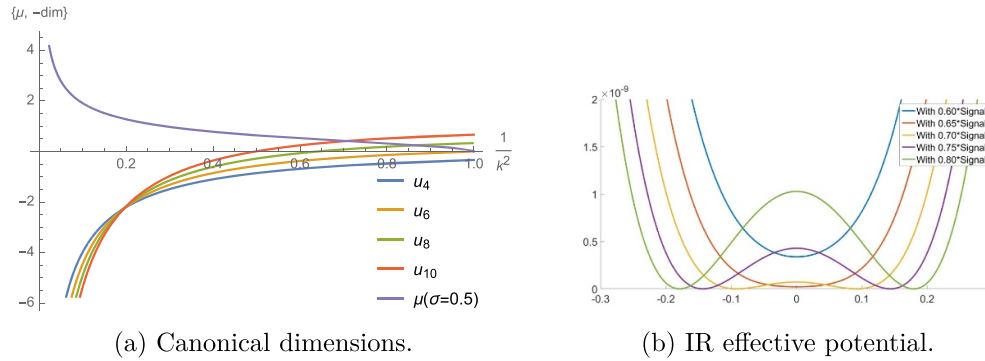 {μ, −dim}
4
2
−2
−4
−6
0.2
0.4
0.6
0.8
1.0
1
k²
u₄
u₆
u₈
u₁₀
μ(σ=0.5)
(a) Canonical dimensions.
×10⁻⁹
2
1.5
1
0.5
0
-0.3
-0.2
-0.1
0
0.1
0.2
With 0.60*Signal
With 0.65*Signal
With 0.70*Signal
With 0.75*Signal
With 0.80*Signal
(b) IR effective potential.